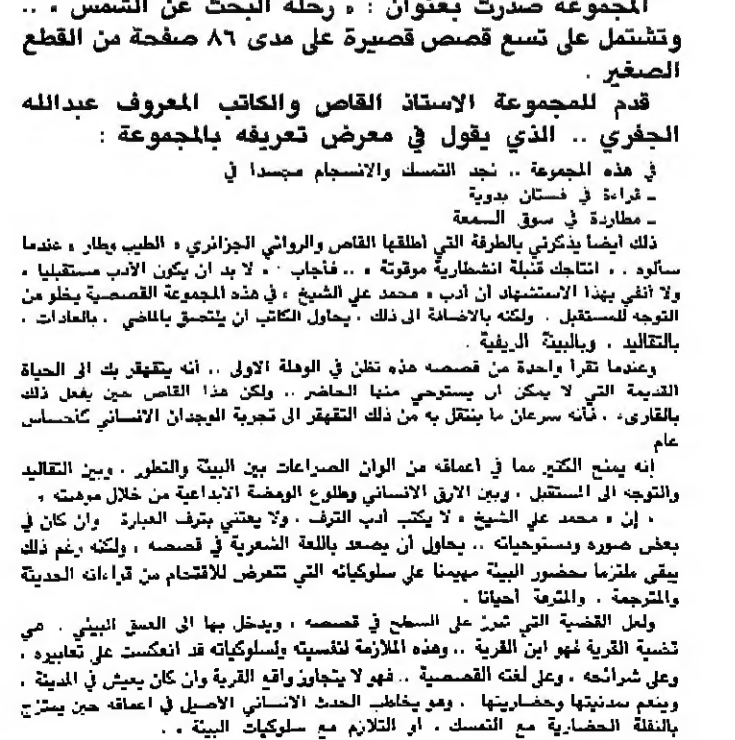 المجموعة صدرت بعنوان : « رحلة البحث عن الشمس » ..
وتشتمل على تسع قصص قصيرة على مدى ٨٦ صفحة من القطع
الصغير .
قدم للمجموعة الاستاذ القاص والكاتب المعروف عبدالله
الجفري .. الذي يقول في معرض تعريفه بالمجموعة :
في هذه المجموعة .. نجد التمسك والانسجام مجسدا في
ـ قراءة في فستان بدوية
ـ مطاردة في سوق السمعة
ذلك أيضا يذكرني بالطرفة التي أطلقها القاص والروائي الجزائري « الطيب وطار » عندما
سألوه . . انتاجك قنبلة انشطارية موقوتة » .. فأجاب « لا بد ان يكون الأدب مستقبليا »
ولا أنفي بهذا الاستشهاد أن أدب « محمد علي الشيخ » في هذه المجموعة القصصية يخلو من
التوجه للمستقبل . ولكنه بالاضافة الى ذلك . يحاول الكاتب أن يلتصق بالماضي . بالعادات .
بالتقاليد . وبالبيئة الريفية .
وعندما تقرأ واحدة من قصصه هذه تظن في الوهلة الاولى .. أنه يتقهقر بك الى الحياة
القديمة التي لا يمكن ان يستوحي منها الحاضر .. ولكن هذا القاص حين يفعل ذلك
بالقارىء . فأنه سرعان ما ينتقل به من ذلك التقهقر الى تجربة الوجدان الانساني كأحساس
عام
إنه يمنح الكثير مما في أعماقه من الوان الصراعات بين البيئة والتطور . وبين التقاليد
والتوجه الى المستقبل . وبين الارق الانساني وطلوع الومضة الابداعية من خلال موهبته .
. إن « محمد علي الشيخ » لا يكتب أدب الترف . ولا يعتني بترف العبارة وان كان في
بعض صوره ومستوحياته .. يحاول أن يصعد باللغة الشعرية في قصصه ، ولكنه رغم ذلك
يبقى ملتزما بحضور البيئة مهيمنا على سلوكياته التي تتعرض للأقتحام من قراءاته الحديثة
والمترجمة . والمترفة أحيانا .
ولعل القضية التي تبرز على السطح في قصصه ، ويدخل بها الى العمق البيئي . هي
قضية القرية فهو ابن القرية .. وهذه الملازمة لنفسيته ولسلوكياته قد أنعكست على تعابيره .
وعلى شرائحه . وعلى لغته القصصية .. فهو لا يتجاوز واقع القرية وان كان يعيش في المدينة .
وينعم بمدنيتها وحضاريتها . وهو يخاطب الحدث الانساني الأصيل في اعماقه حين يمتزج
بالنقلة الحضارية مع التمسك . أو التلازم مع سلوكيات البيئة . .